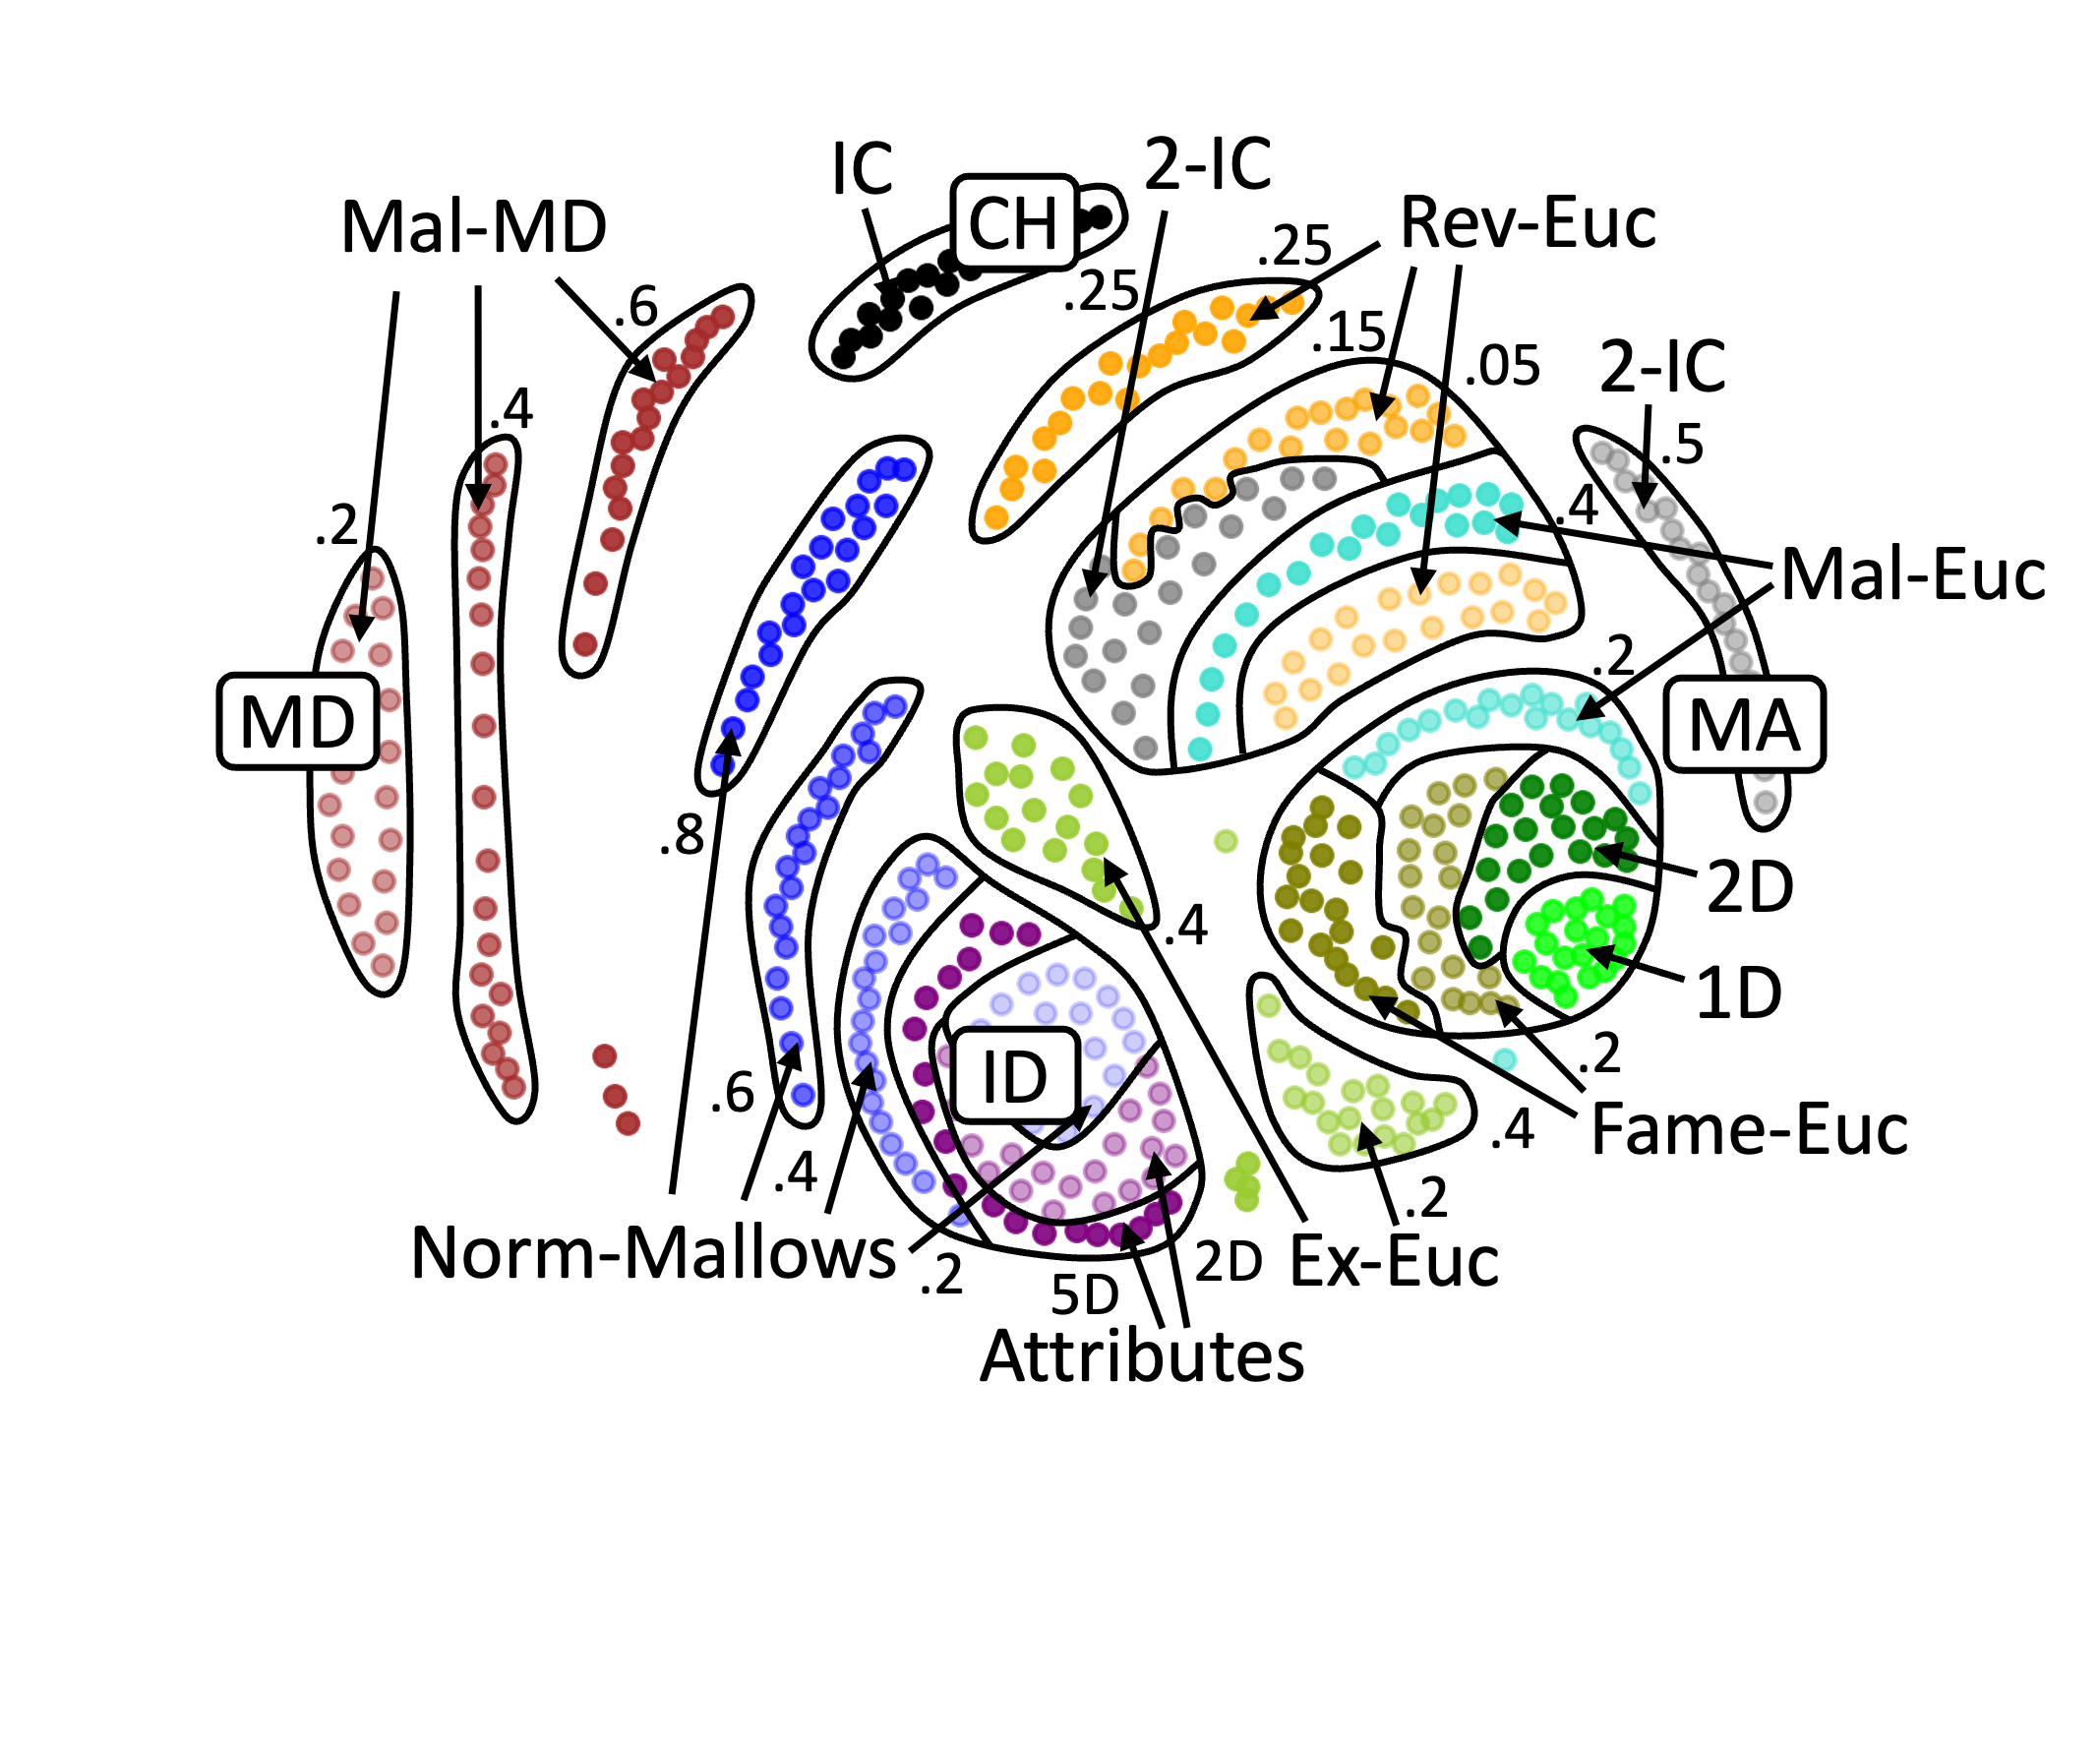 IC
2-IC
CH
Mal-MD
Rev-Euc
.25
.25
.6
.15
.05
2-IC
.4
.5
.2
.4
Mal-Euc
.2
MD
MA
.8
2D
.4
1D
.2
.6
.4
ID
Fame-Euc
.4
.2
Norm-Mallows
.2
2D
Ex-Euc
5D
Attributes